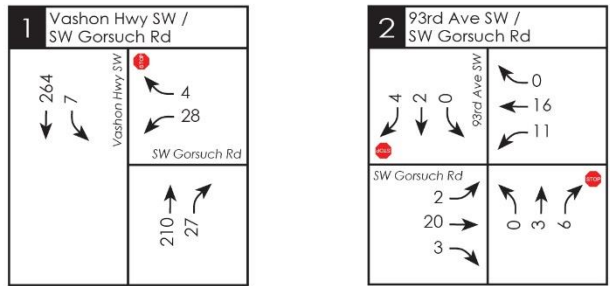 1 Vashon Hwy SW /
SW Gorsuch Rd
264
7
Vashon Hwy SW
STOP
4
28
SW Gorsuch Rd
210
27
2 93rd Ave SW /
SW Gorsuch Rd
4
2
0
93rd Ave SW
0
16
11
STOP
SW Gorsuch Rd
2
20
3
0
3
6
STOP